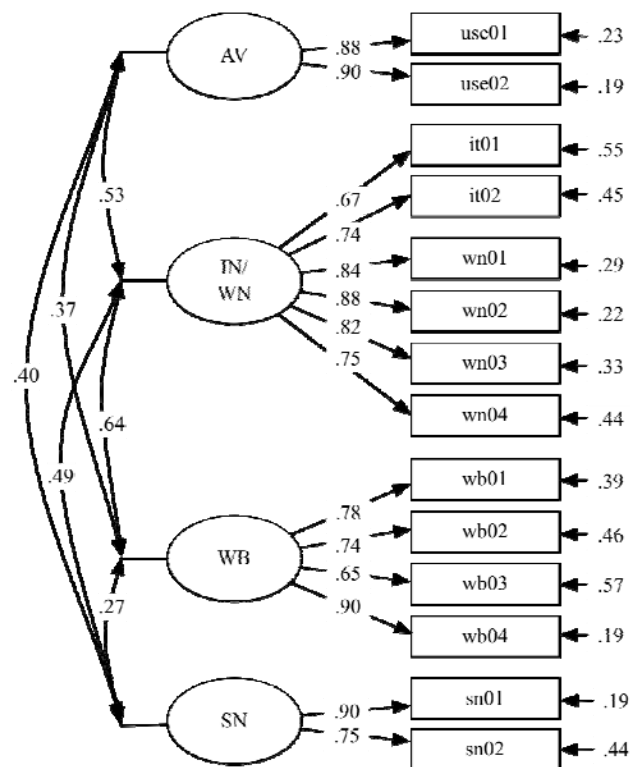 usc01
.23
AV
.88
.90
use02
.19
it01
.55
.67
it02
.45
.74
.53
IN/
WN
.84
wn01
.29
.88
wn02
.22
.82
wn03
.33
.75
wn04
.44
.37
.40
.64
.49
wb01
.39
.78
wb02
.46
.74
WB
.65
wb03
.57
.90
wb04
.19
.27
SN
.90
sn01
.19
.75
sn02
.44